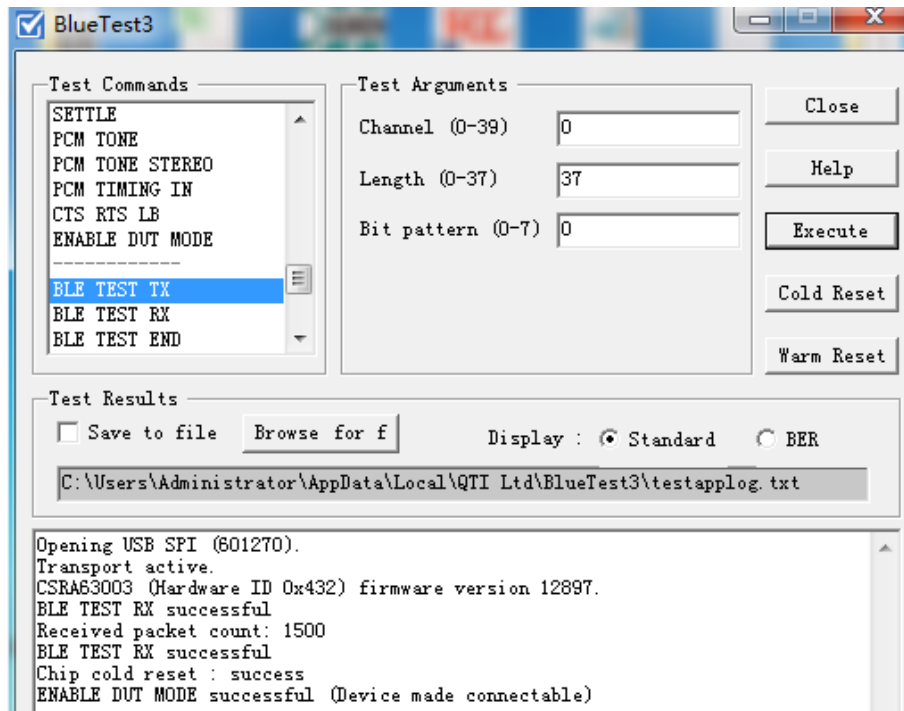 BlueTest3
Test Commands
SETTLE
PCM TONE
PCM TONE STEREO
PCM TIMING IN
CTS RTS LB
ENABLE DUT MODE
------------
BLE TEST TX
BLE TEST RX
BLE TEST END
Test Arguments
Channel (0-39) 0
Length (0-37) 37
Bit pattern (0-7) 0
Close
Help
Execute
Cold Reset
Warm Reset
Test Results
Save to file Browse for f Display : Standard BER
C:\Users\Administrator\AppData\Local\QTI Ltd\BlueTest3\testapplog.txt
Opening USB SPI (601270).
Transport active.
CSRA63003 (Hardware ID 0x432) firmware version 12897.
BLE TEST RX successful
Received packet count: 1500
BLE TEST RX successful
Chip cold reset : success
ENABLE DUT MODE successful (Device made connectable)